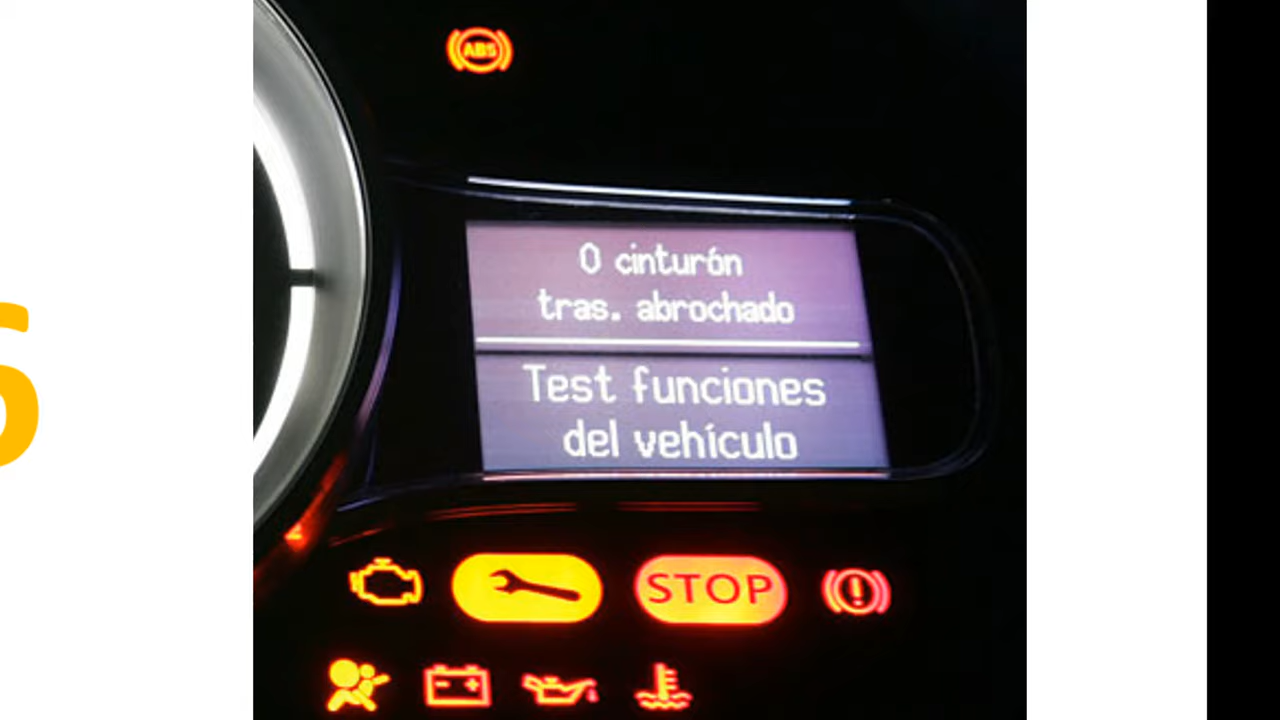 ABS
0 cinturón
tras. abrochado
Test funciones
del vehículo
STOP